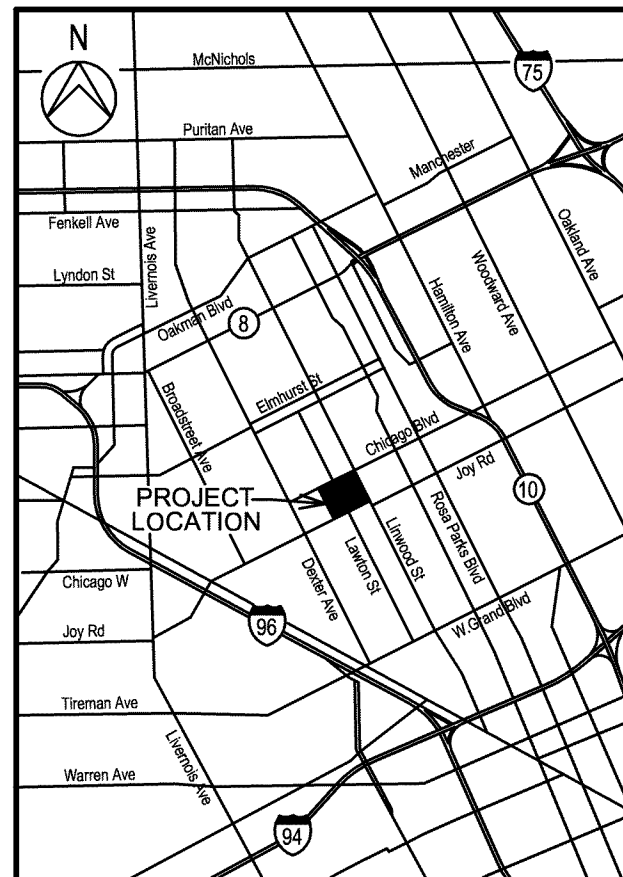 N
McNichols
75
Puritan Ave
Manchester
Fenkell Ave
Livernois Ave
Oakland Ave
Woodward Ave
Lyndon St
Hamilton Ave
Oakman Blvd
8
Elmhurst St
Broadstreet Ave
Chicago Blvd
Joy Rd
PROJECT
LOCATION
10
Rosa Parks Blvd
Linwood St
Lawton St
Dexter Ave
Chicago W
96
W.Grand Blvd
Joy Rd
Tireman Ave
Livernois Ave
Warren Ave
94